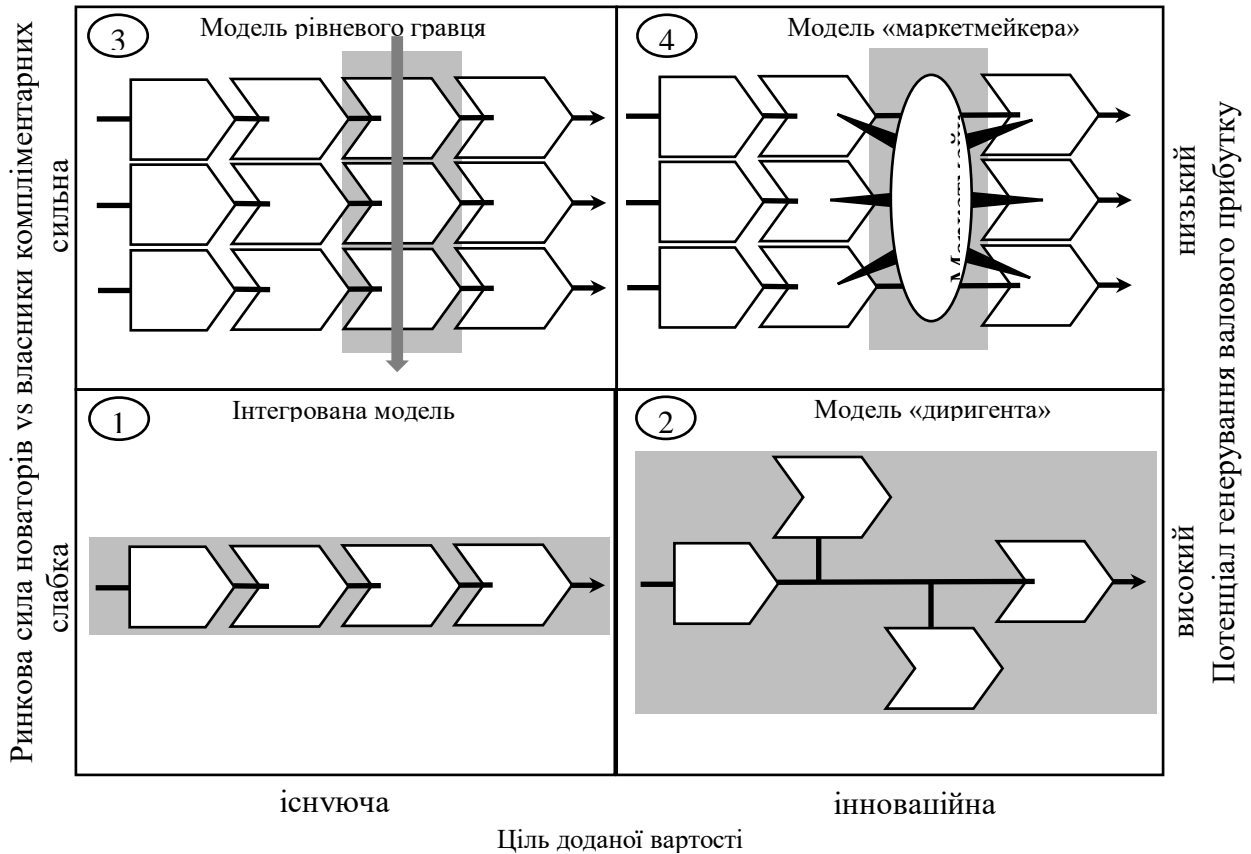 3
Модель рівневого гравця
4
Модель «маркетмейкера»
Ринкова сила новаторів vs власники компліментарних
сильна
слабка
низький
високий
Потенціал генерування валового прибутку
1
Інтегрована модель
2
Модель «диригента»
існуюча
інноваційна
Ціль доданої вартості